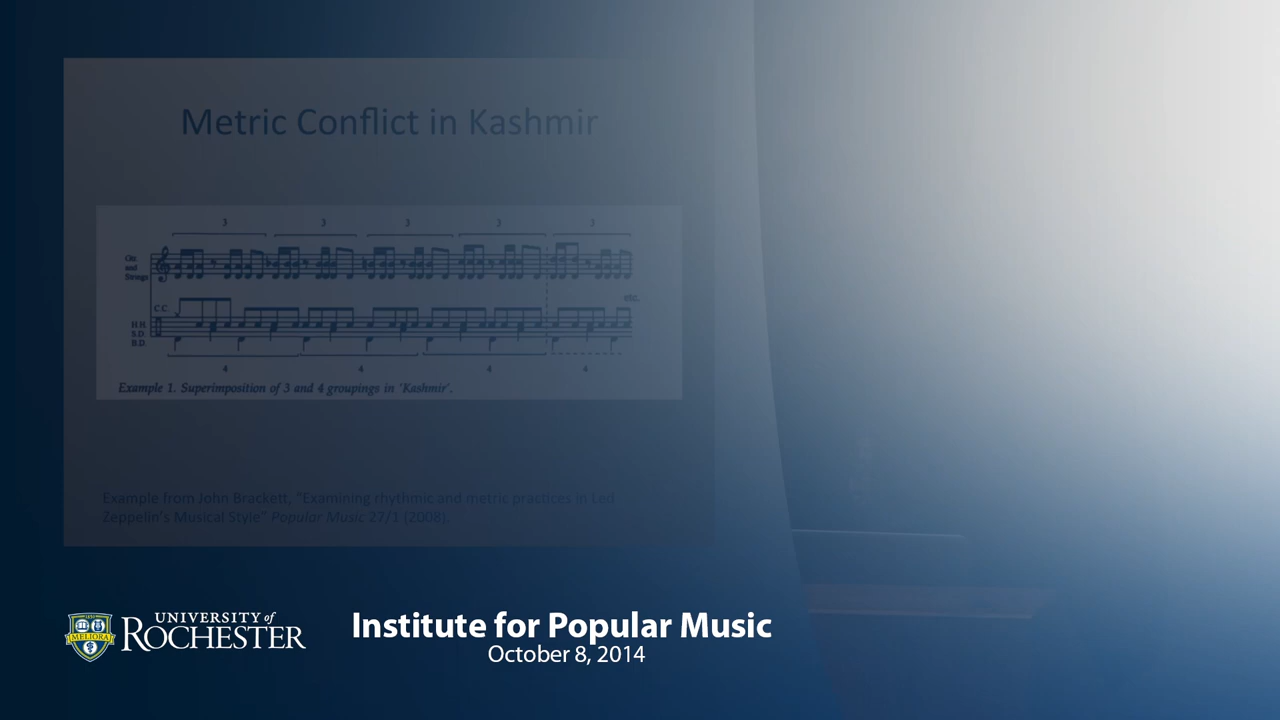 Metric Conflict in Kashmir
3 3 3 3 3
Gtr.
and
Strings
etc.
C.C.
H.H.
S.D.
B.D.
4 4 4 4
Example 1. Superimposition of 3 and 4 groupings in 'Kashmir'.
Example from John Brackett, "Examining rhythmic and metric practices in Led
Zeppelin's Musical Style" Popular Music 27/1 (2008).
MELIORA
UNIVERSITY of
ROCHESTER
Institute for Popular Music
October 8, 2014